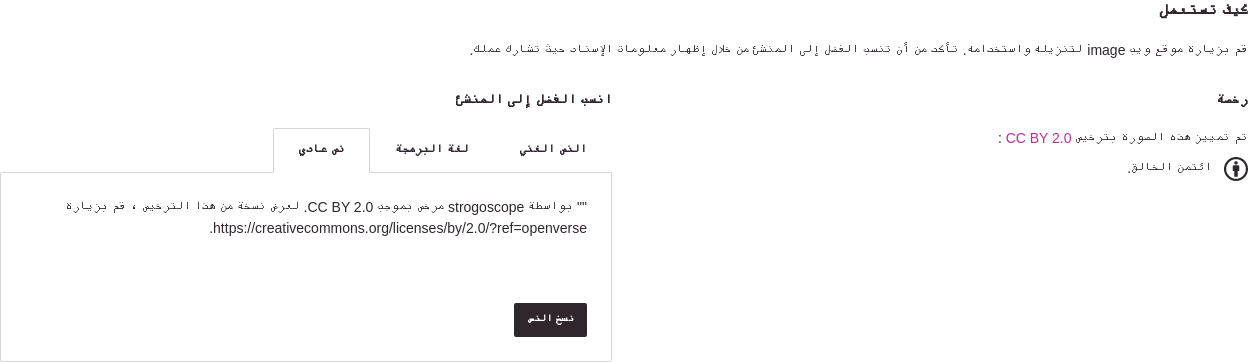 كيف تستعمل
قم بزيارة موقع ويب image لتنزيله واستخدامه. تأكد من أن تنسب الفضل إلى المنشئ من خلال إظهار معلومات الإسناد حيث تشارك عملك.
رخصة
تم تمييز هذه الصورة بترخيص CC BY 2.0 :
ائتمن الخالق.
انسب الفضل إلى المنشئ
النص الغني
لغة البرمجة
نص عادي
"" بواسطة strogoscope مرخص بموجب CC BY 2.0. لعرض نسخة من هذا الترخيص ، قم بزيارة
https://creativecommons.org/licenses/by/2.0/?ref=openverse.
نسخ النص